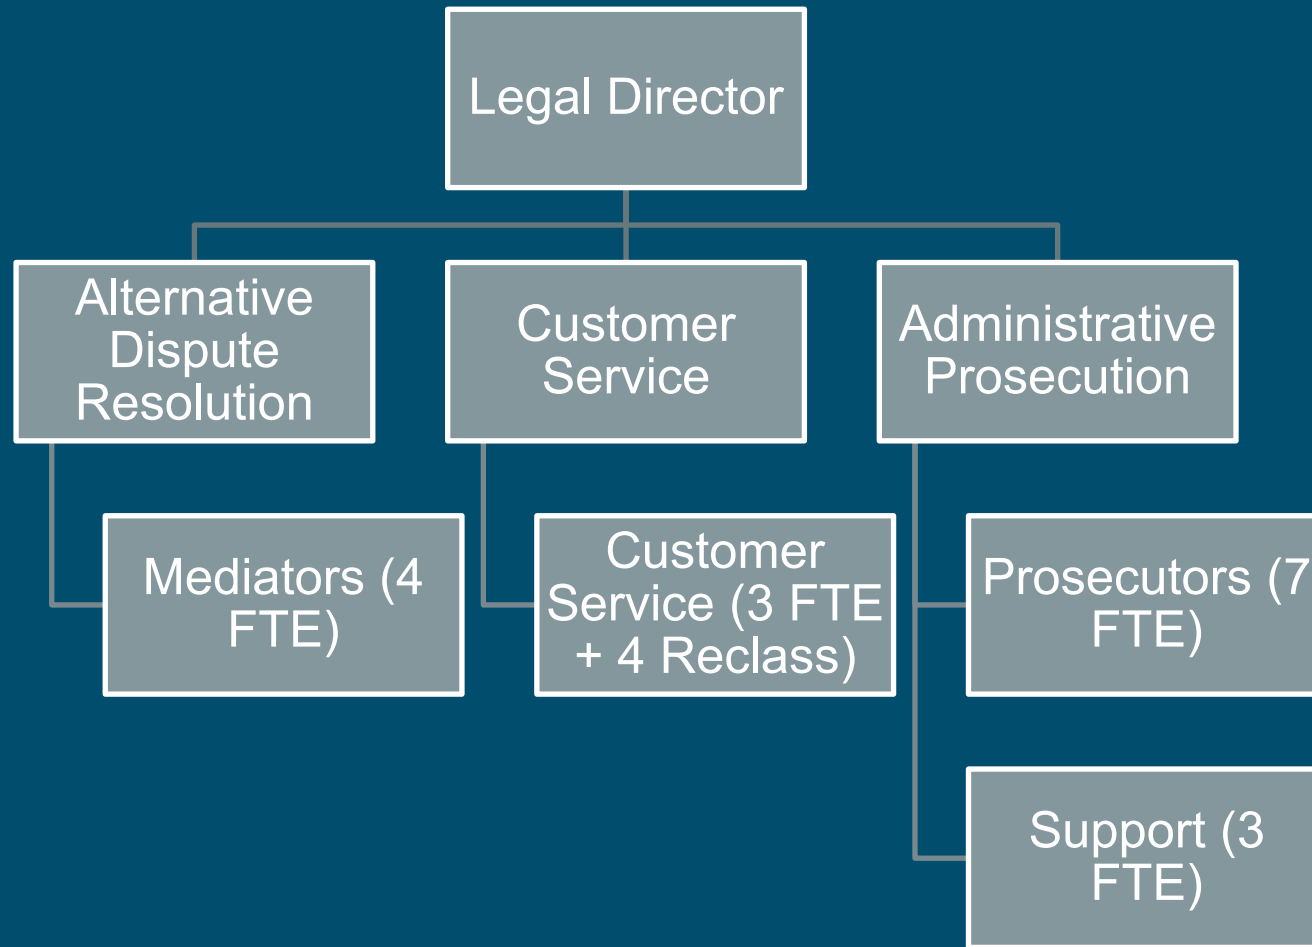 Legal Director
Alternative
Dispute
Resolution
Customer
Service
Administrative
Prosecution
Mediators (4
FTE)
Customer
Service (3 FTE
+ 4 Reclass)
Prosecutors (7
FTE)
Support (3
FTE)